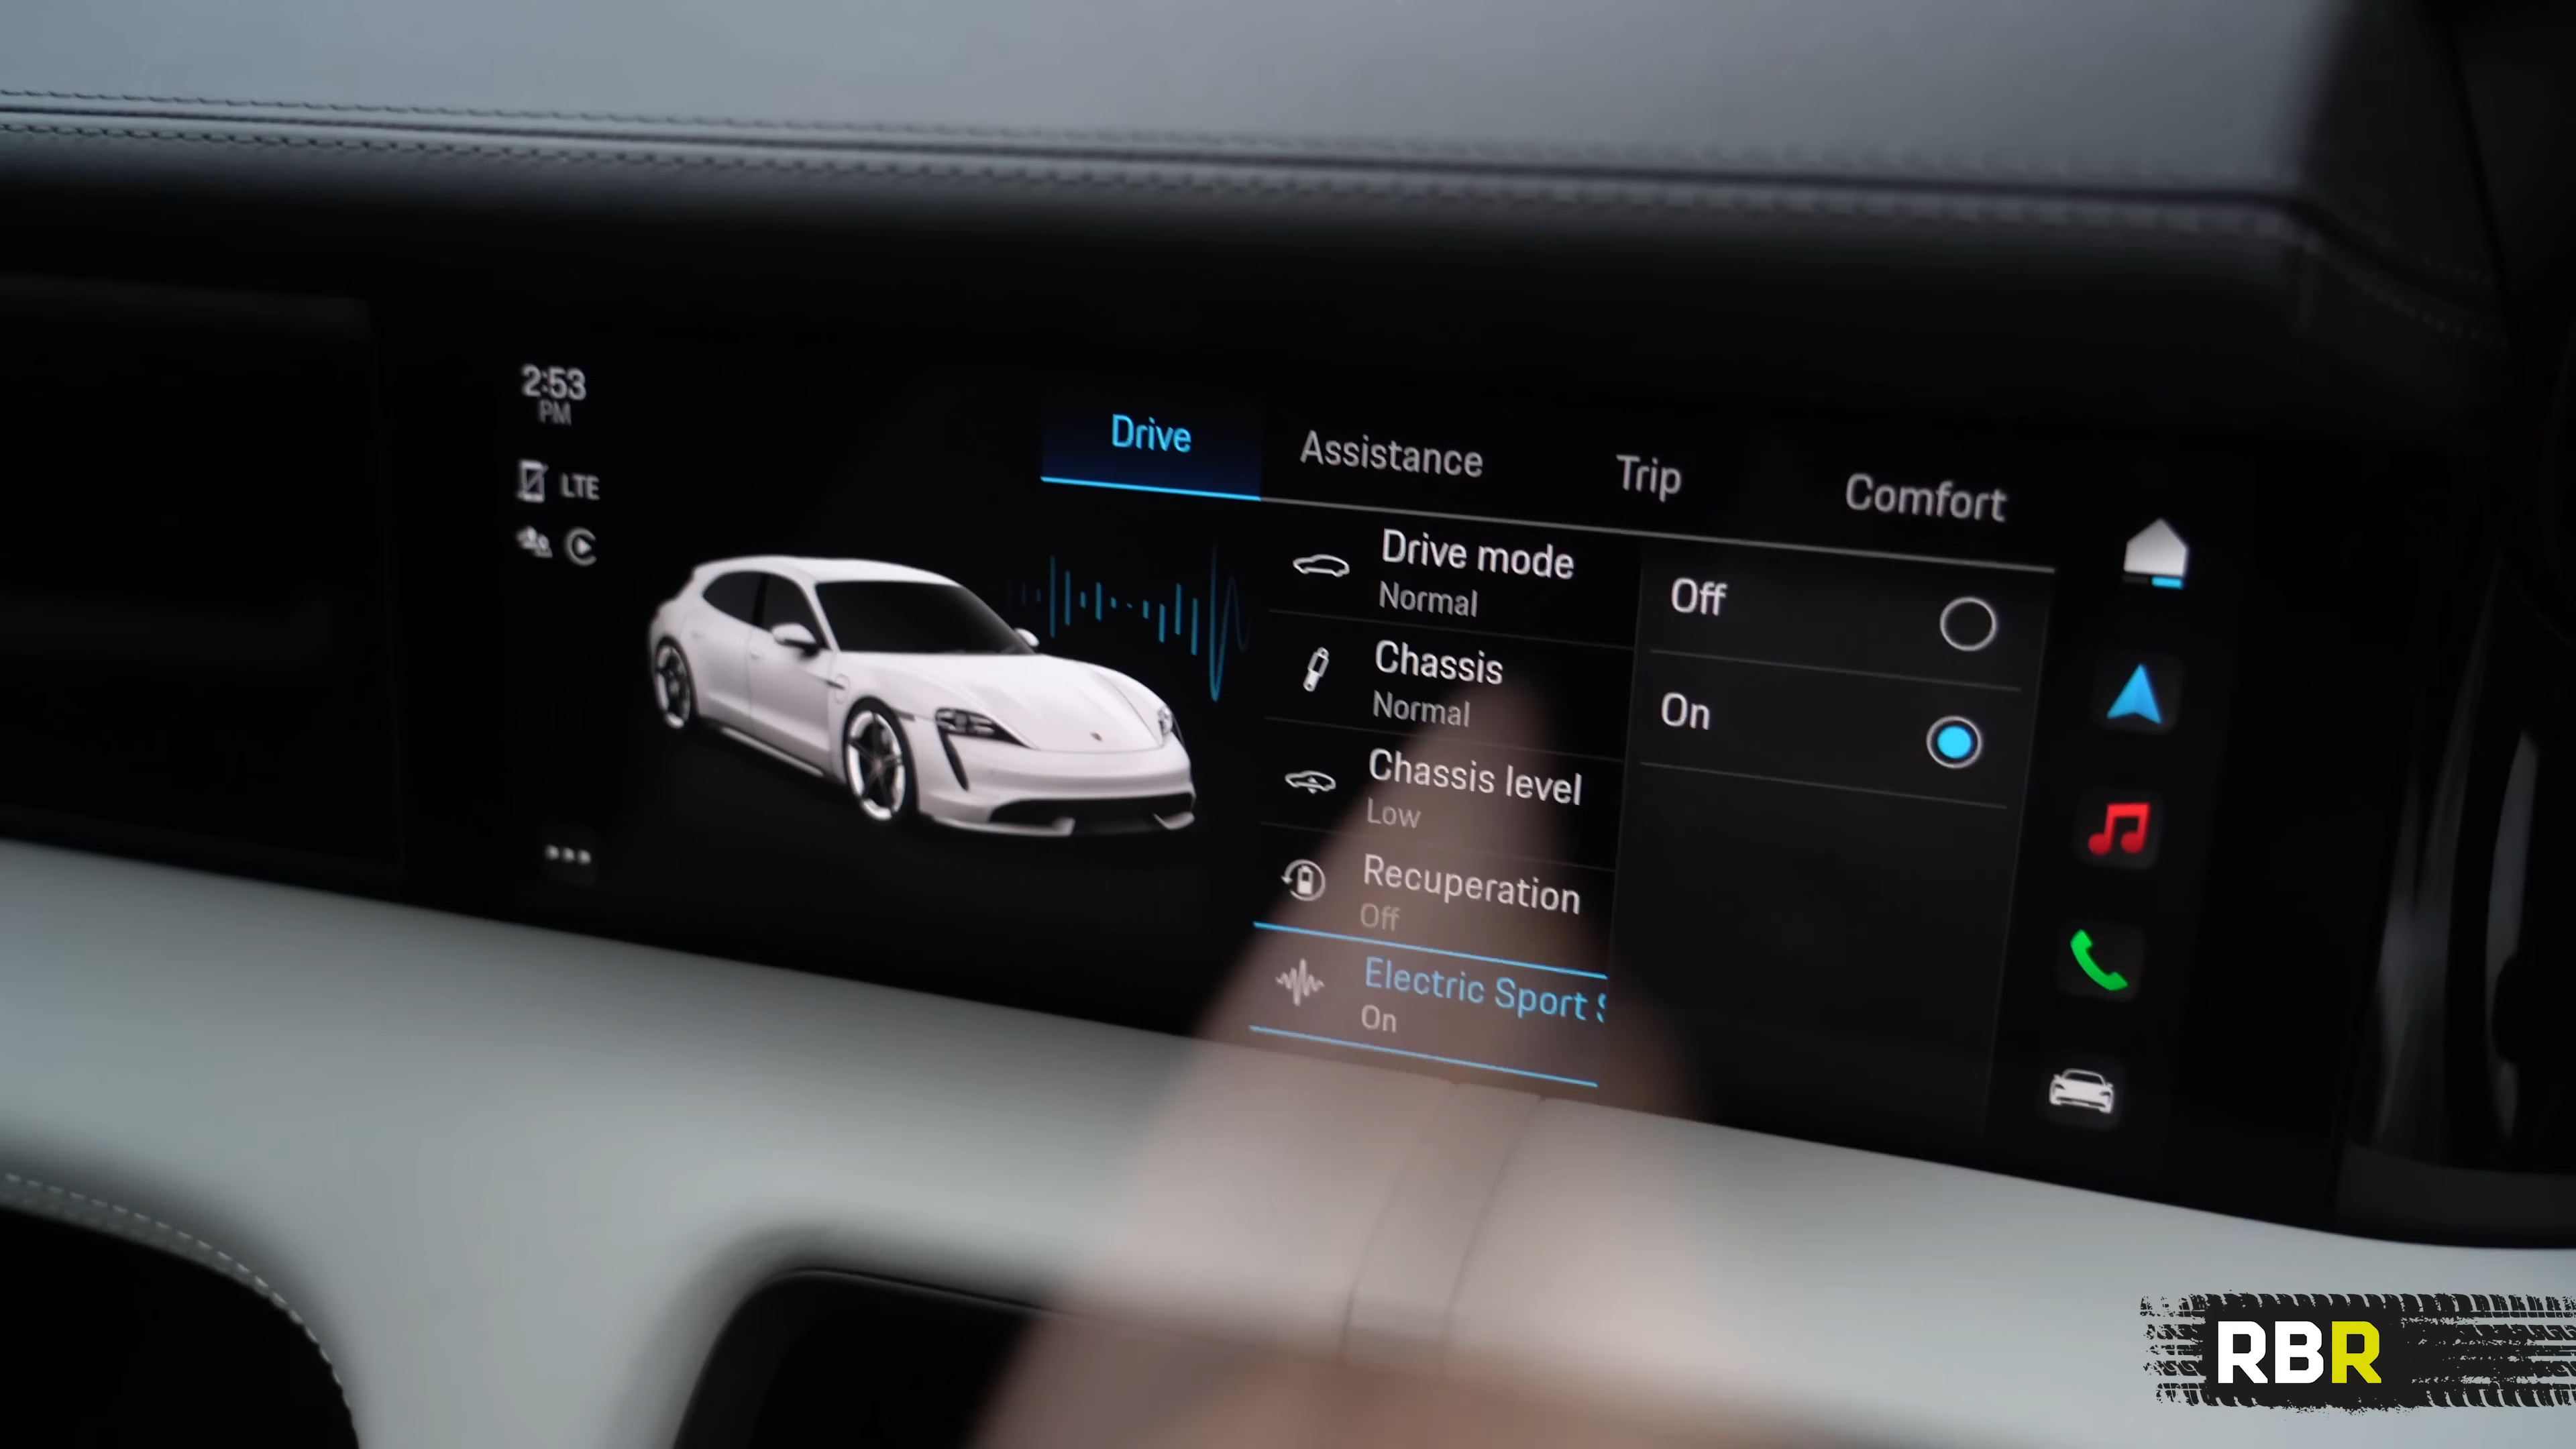 2:53
PM
LTE
Drive
Assistance
Trip
Comfort
Drive mode
Normal
Chassis
Normal
Chassis level
Low
Recuperation
Off
Electric Sport
On
Off
On
RBR